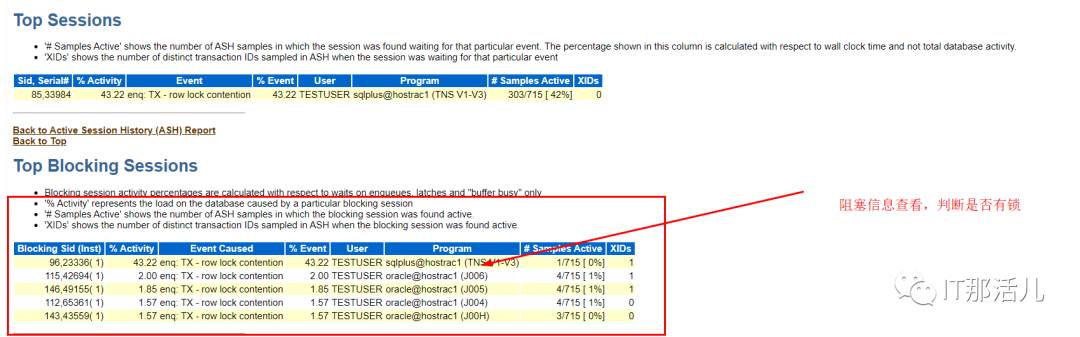 Top Sessions
'# Samples Active' shows the number of ASH samples in which the session was found waiting for that particular event. The percentage shown in this column is calculated with respect to wall clock time and not total database activity.
'XIDs' shows the number of distinct transaction IDs sampled in ASH when the session was waiting for that particular event
Sid, Serial# % Activity Event % Event User Program # Samples Active XIDs
85,33984 43.22 enq: TX - row lock contention 43.22 TESTUSER sqlplus@hostrac1 (TNS V1-V3) 303/715 [ 42%] 0
Back to Active Session History (ASH) Report
Back to Top
Top Blocking Sessions
Blocking session activity percentages are calculated with respect to waits on enqueues, latches and "buffer busy" only
'% Activity' represents the load on the database caused by a particular blocking session
'# Samples Active' shows the number of ASH samples in which the blocking session was found active.
'XIDs' shows the number of distinct transaction IDs sampled in ASH when the blocking session was found active.
阻塞信息查看，判断是否有锁
Blocking Sid (Inst) % Activity Event Caused % Event User Program # Samples Active XIDs
96,23336( 1) 43.22 enq: TX - row lock contention 43.22 TESTUSER sqlplus@hostrac1 (TNS V1-V3) 1/715 [ 0%] 1
115,42694( 1) 2.00 enq: TX - row lock contention 2.00 TESTUSER oracle@hostrac1 (J006) 4/715 [ 1%] 1
146,49155( 1) 1.85 enq: TX - row lock contention 1.85 TESTUSER oracle@hostrac1 (J005) 4/715 [ 1%] 1
112,65361( 1) 1.57 enq: TX - row lock contention 1.57 TESTUSER oracle@hostrac1 (J004) 4/715 [ 1%] 0
143,43559( 1) 1.57 enq: TX - row lock contention 1.57 TESTUSER oracle@hostrac1 (J00H) 3/715 [ 0%] 0
IT那活儿